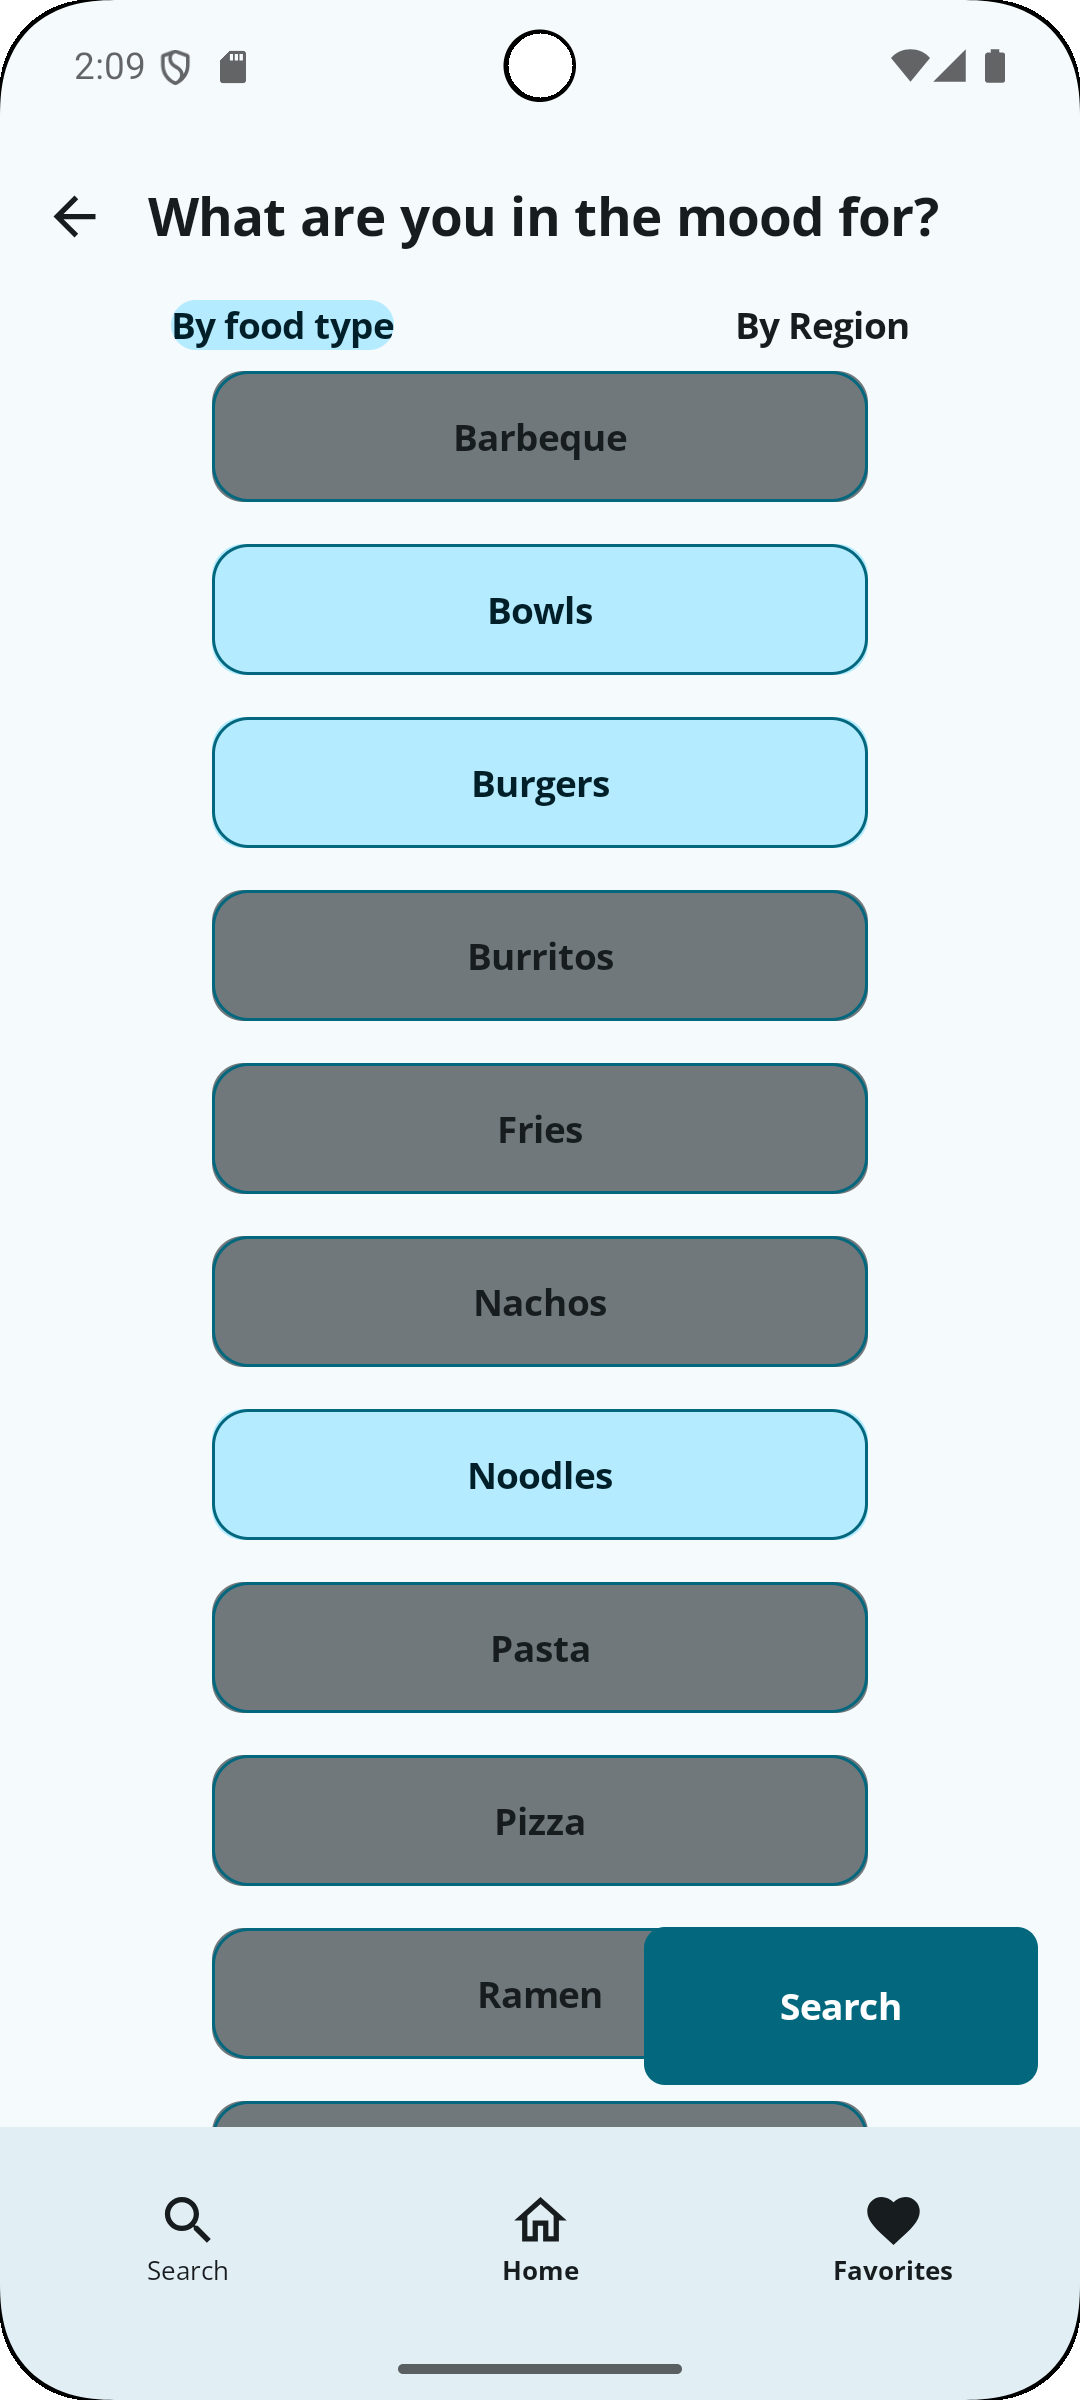 2:09
What are you in the mood for?
By food type
By Region
Barbeque
Bowls
Burgers
Burritos
Fries
Nachos
Noodles
Pasta
Pizza
Ramen
Search
Search
Home
Favorites